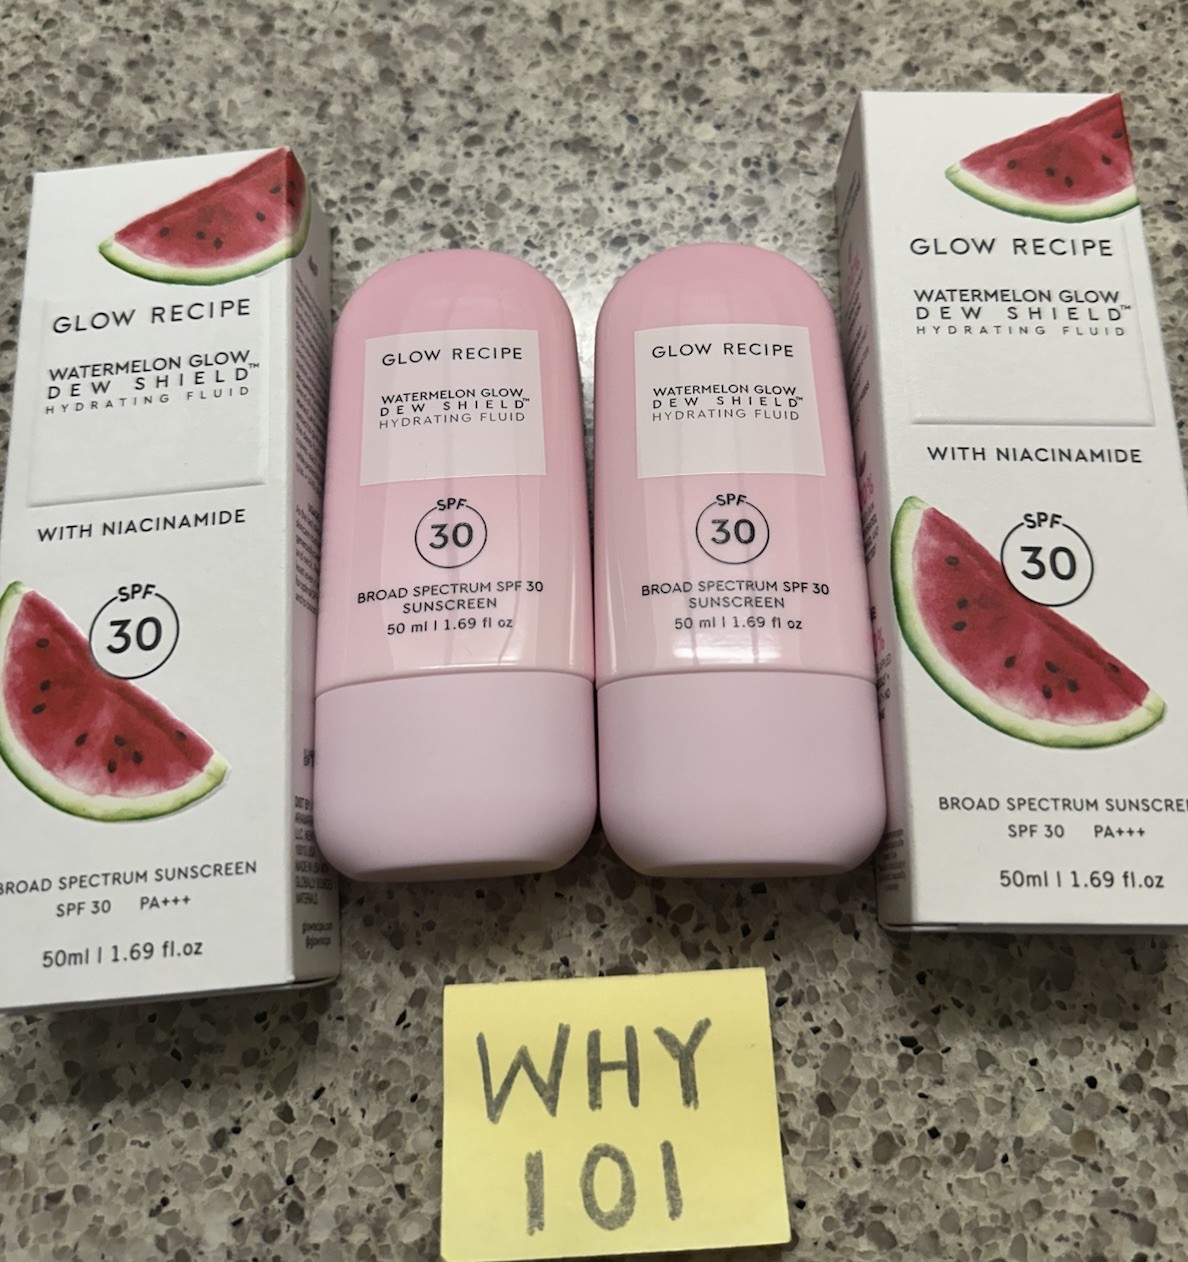 GLOW RECIPE
WATERMELON GLOW
DEW SHIELD™
HYDRATING FLUID
WITH NIACINAMIDE
SPF
30
BROAD SPECTRUM SUNSCREEN
SPF 30 PA+++
50ml | 1.69 fl.oz
GLOW RECIPE
WATERMELON GLOW
DEW SHIELD™
HYDRATING FLUID
SPF
30
BROAD SPECTRUM SPF 30
SUNSCREEN
50 ml | 1.69 fl oz
GLOW RECIPE
WATERMELON GLOW
DEW SHIELD™
HYDRATING FLUID
SPF
30
BROAD SPECTRUM SPF 30
SUNSCREEN
50 ml | 1.69 fl oz
GLOW RECIPE
WATERMELON GLOW
DEW SHIELD™
HYDRATING FLUID
WITH NIACINAMIDE
SPF
30
BROAD SPECTRUM SUNSCRE
SPF 30 PA+++
50ml | 1.69 fl.oz
WHY
101